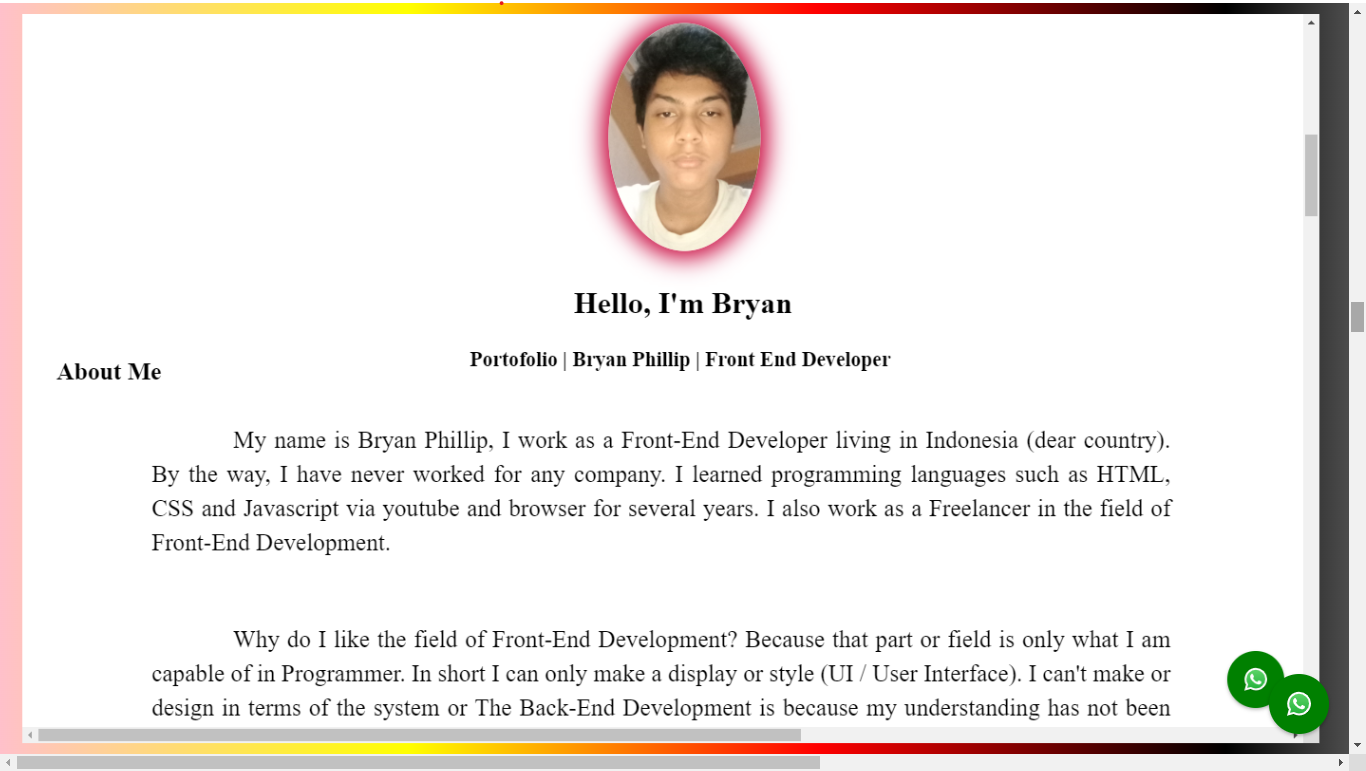 Hello, I'm Bryan
Portofolio | Bryan Phillip | Front End Developer
About Me
My name is Bryan Phillip, I work as a Front-End Developer living in Indonesia (dear country).
By the way, I have never worked for any company. I learned programming languages such as HTML,
CSS and Javascript via youtube and browser for several years. I also work as a Freelancer in the field of
Front-End Development.
Why do I like the field of Front-End Development? Because that part or field is only what I am
capable of in Programmer. In short I can only make a display or style (UI / User Interface). I can't make or
design in terms of the system or The Back-End Development is because my understanding has not been